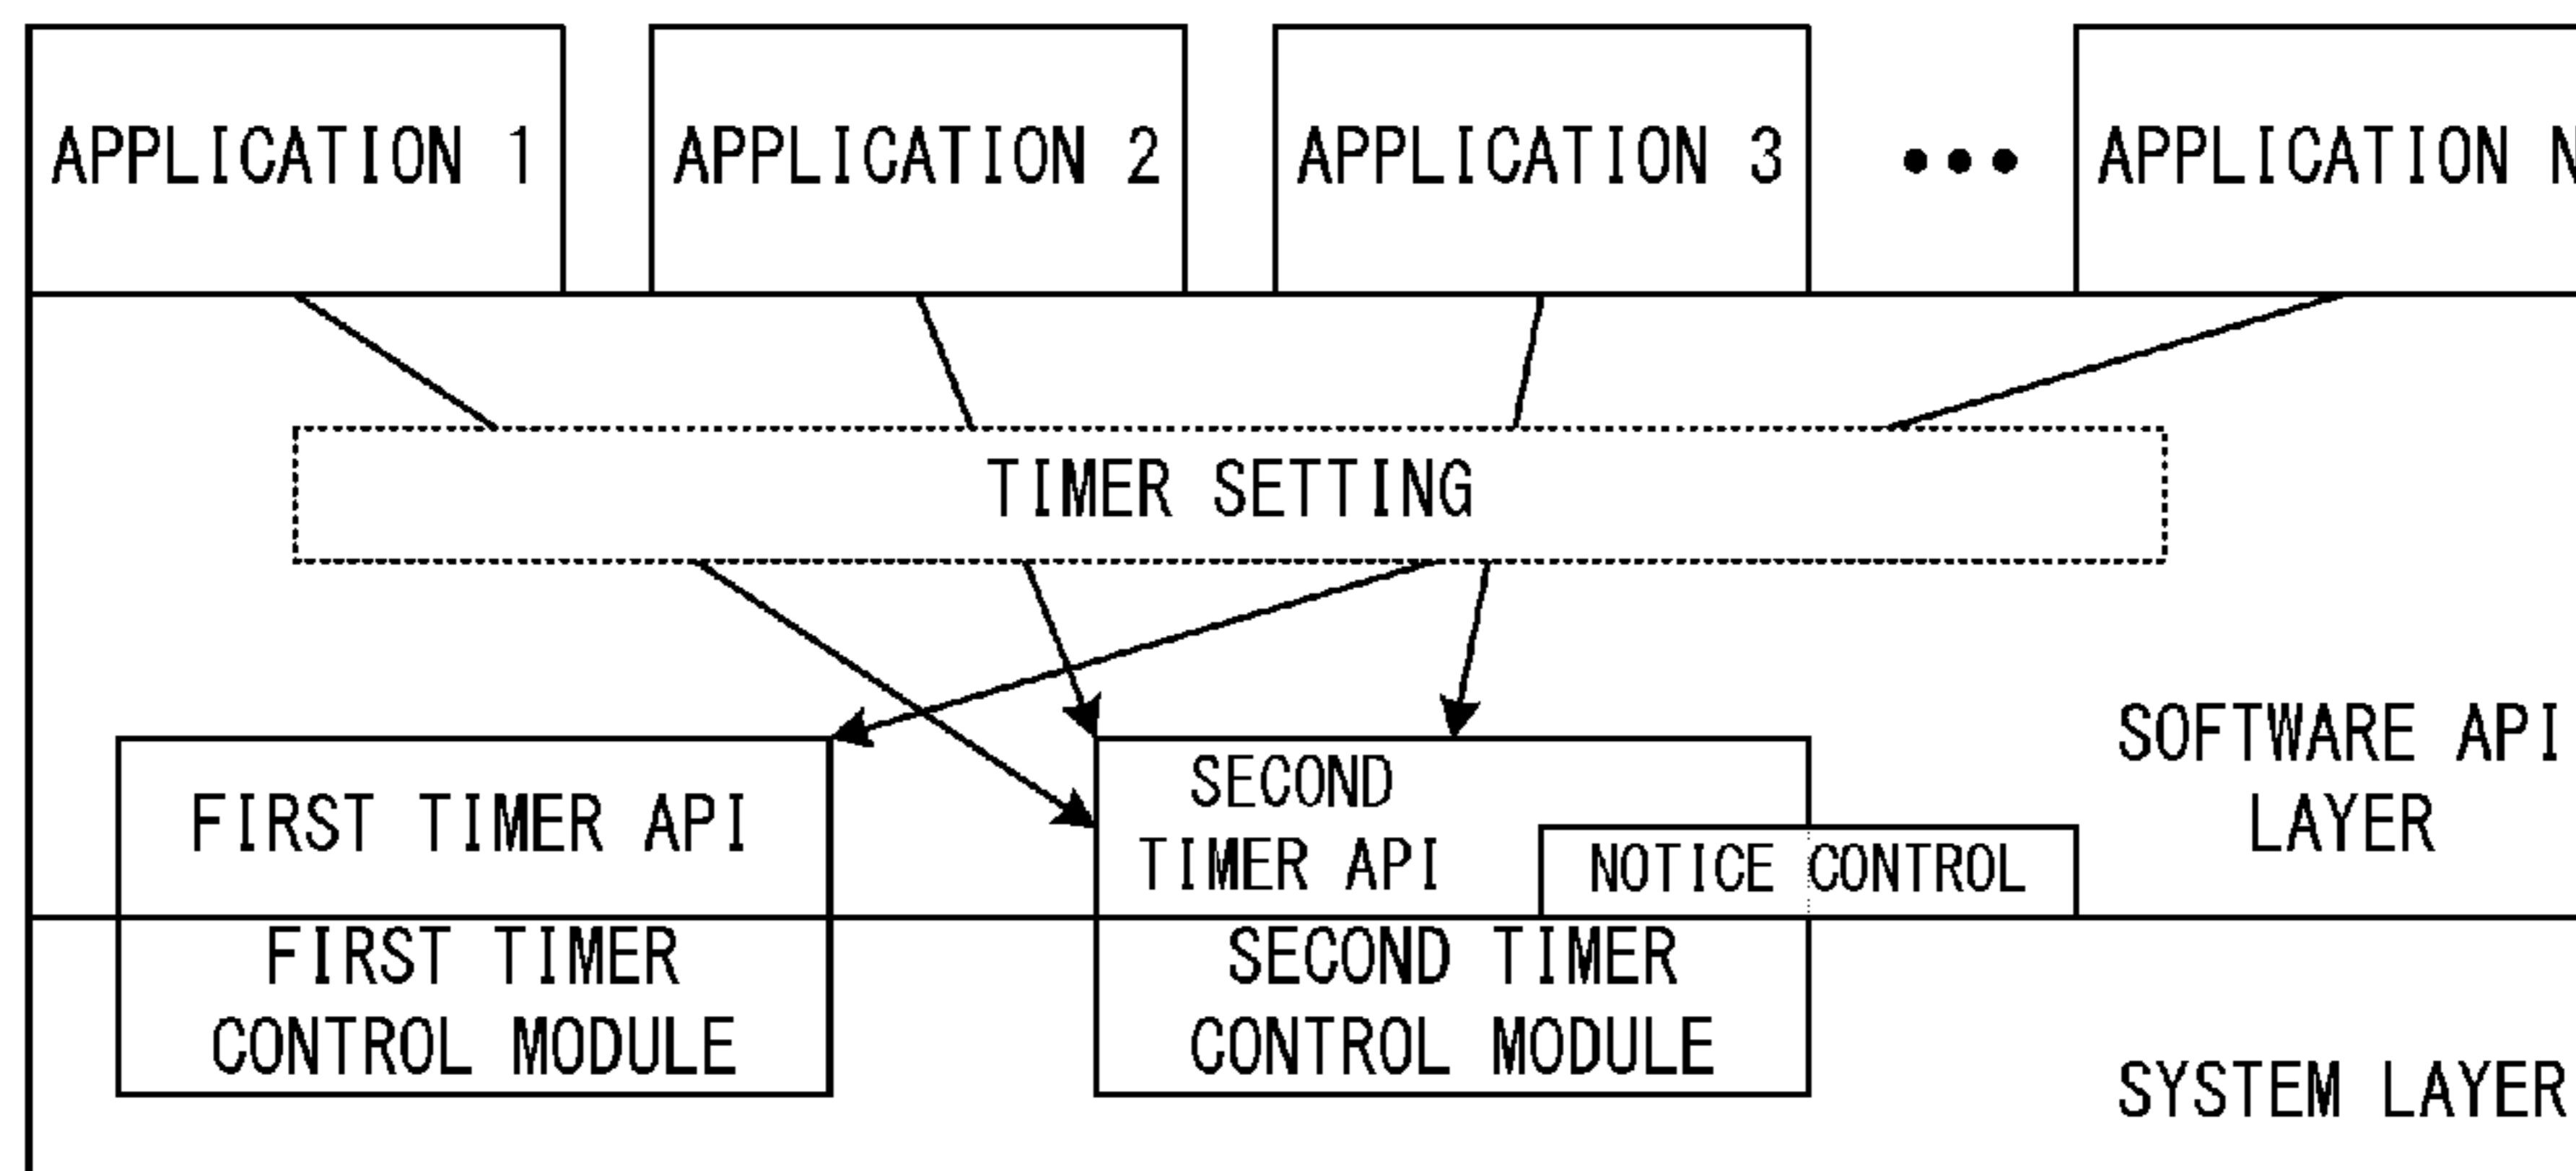 APPLICATION 1
APPLICATION 2
APPLICATION 3
•••
APPLICATION N
TIMER SETTING
SOFTWARE API
LAYER
FIRST TIMER API
SECOND
TIMER API
NOTICE CONTROL
FIRST TIMER
CONTROL MODULE
SECOND TIMER
CONTROL MODULE
SYSTEM LAYER